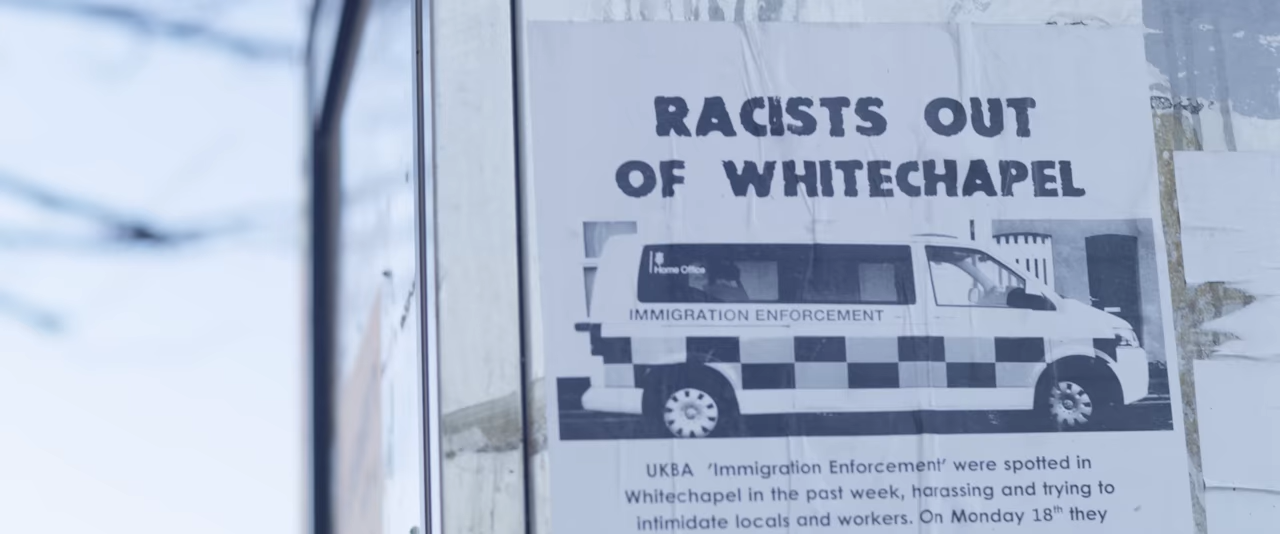 RACISTS OUT
OF WHITECHAPEL
Home Office
IMMIGRATION ENFORCEMENT
UKBA 'Immigration Enforcement' were spotted in
Whitechapel in the past week, harassing and trying to
intimidate locals and workers. On Monday 18th they